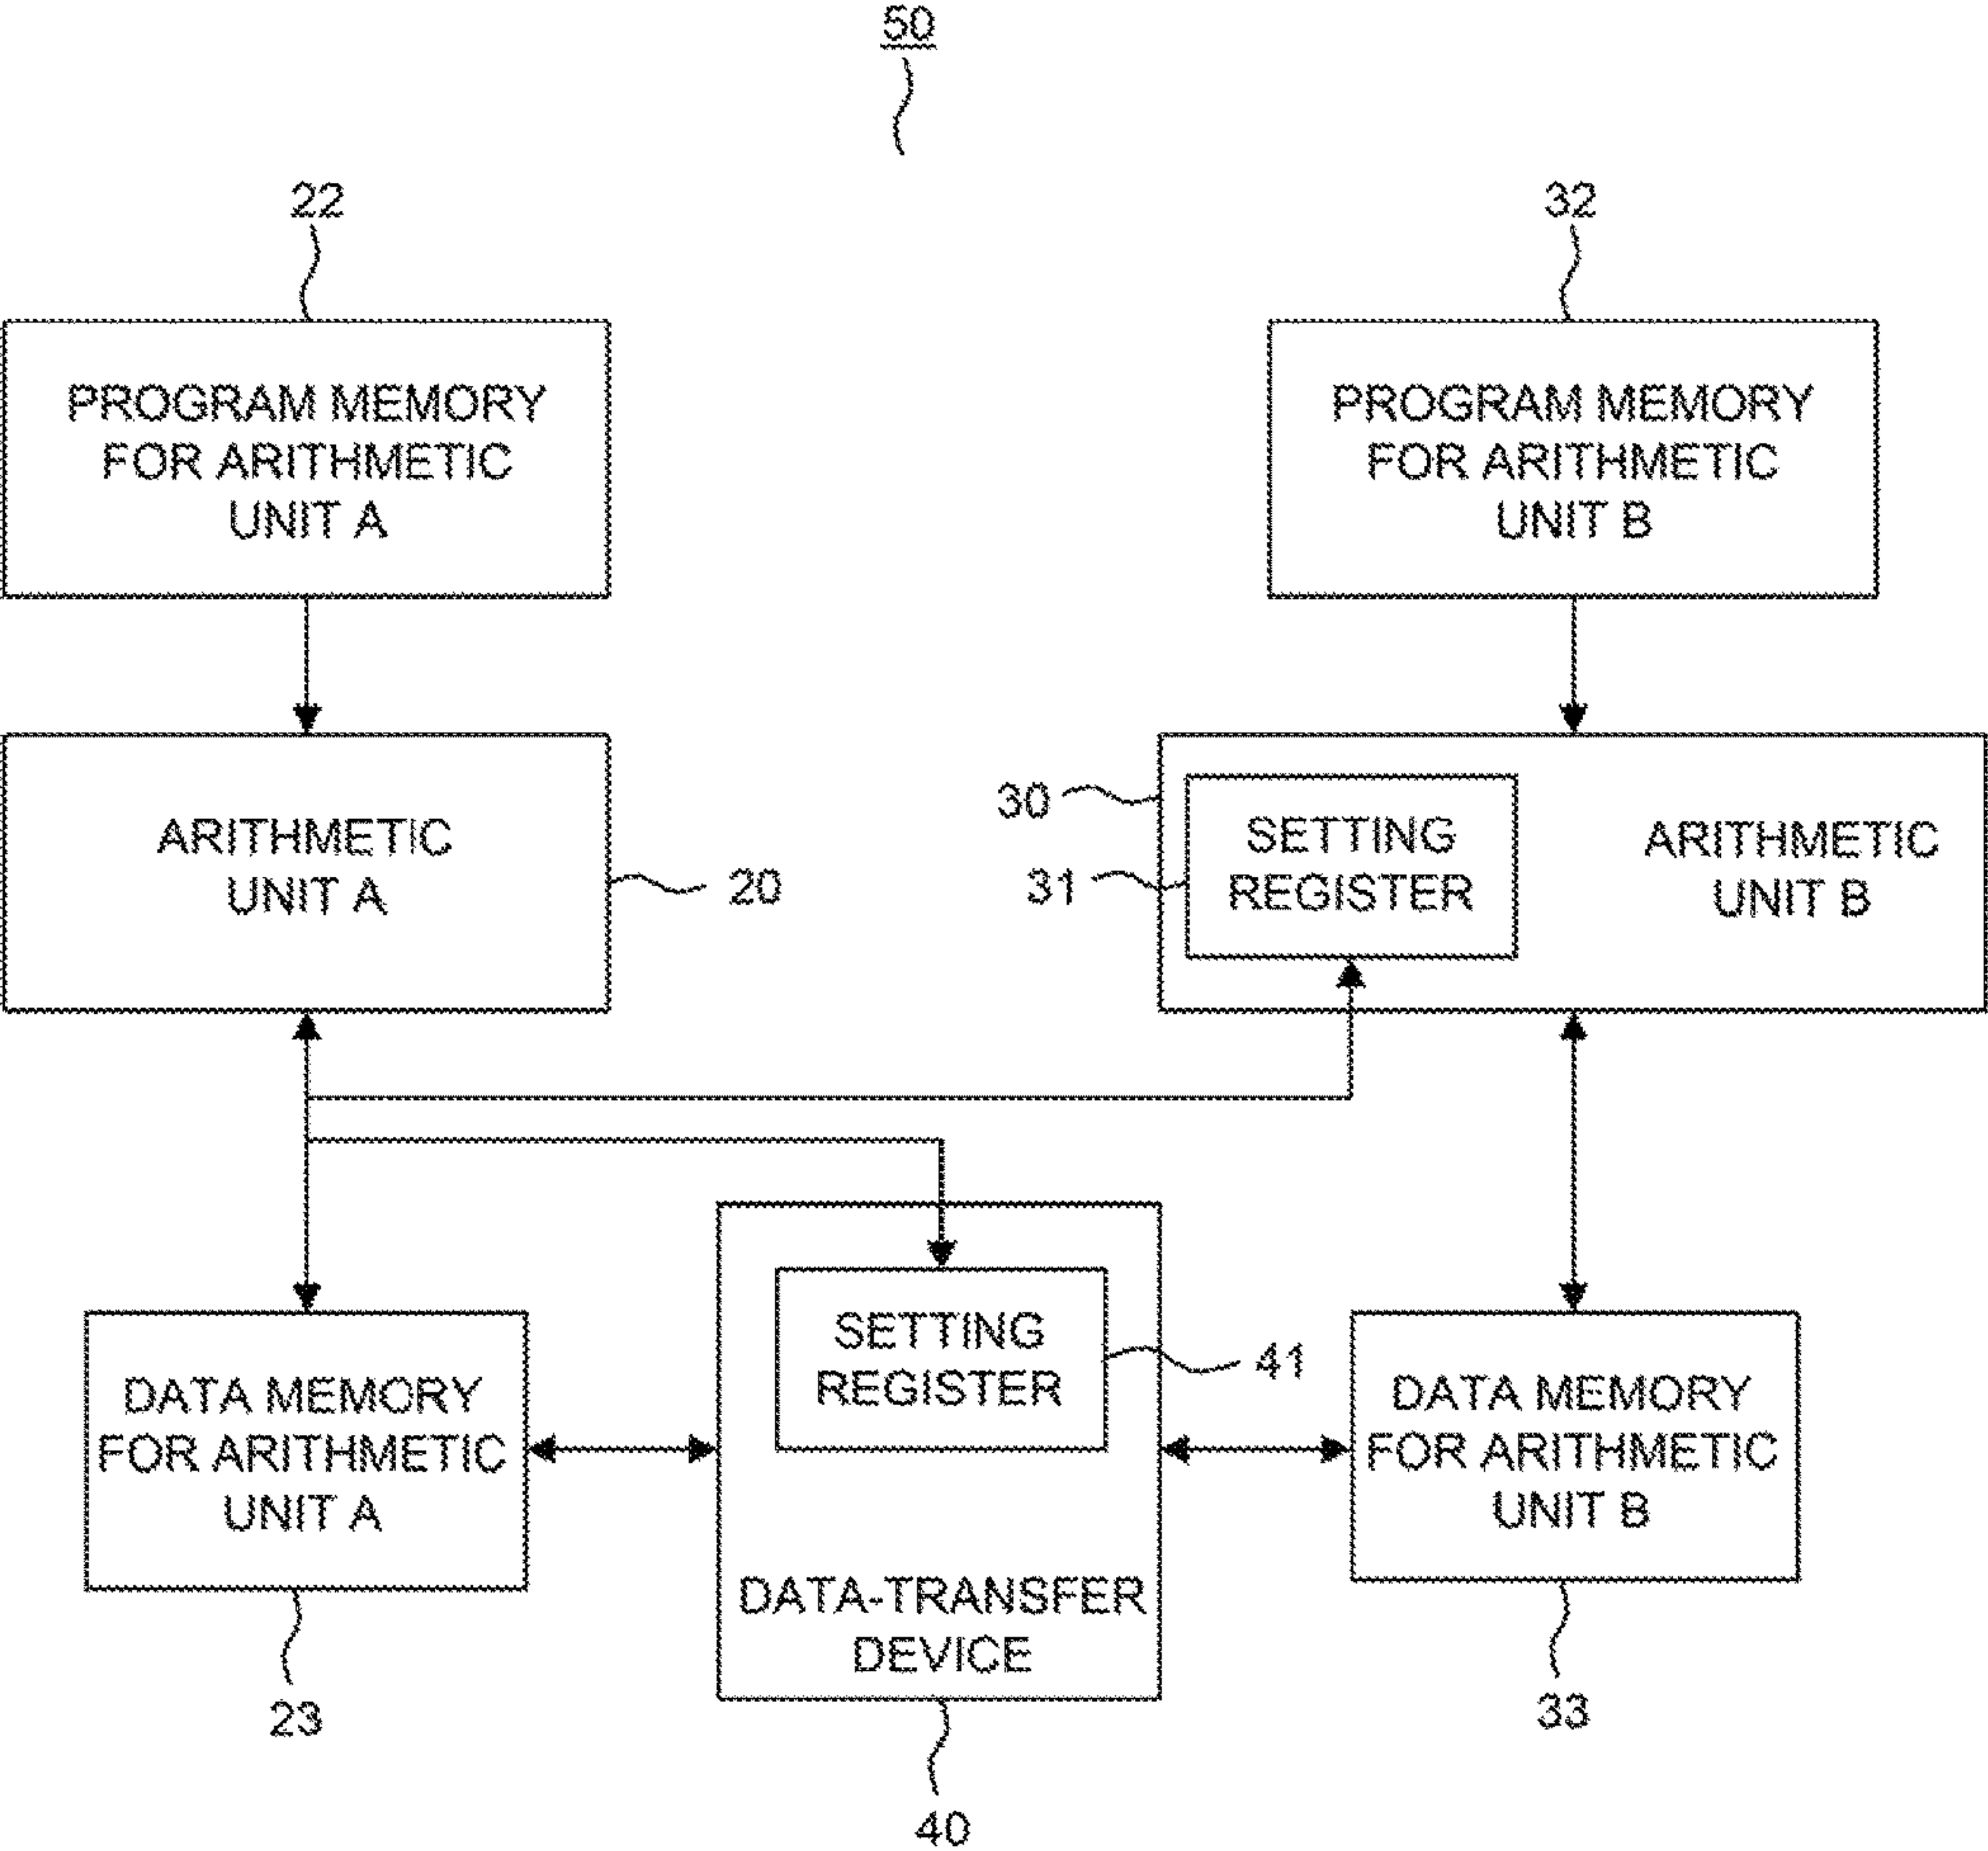 50
22
32
PROGRAM MEMORY
FOR ARITHMETIC
UNIT A
PROGRAM MEMORY
FOR ARITHMETIC
UNIT B
ARITHMETIC
UNIT A
20
30
31
SETTING
REGISTER
ARITHMETIC
UNIT B
DATA MEMORY
FOR ARITHMETIC
UNIT A
SETTING
REGISTER
41
DATA-TRANSFER
DEVICE
DATA MEMORY
FOR ARITHMETIC
UNIT B
23
40
33